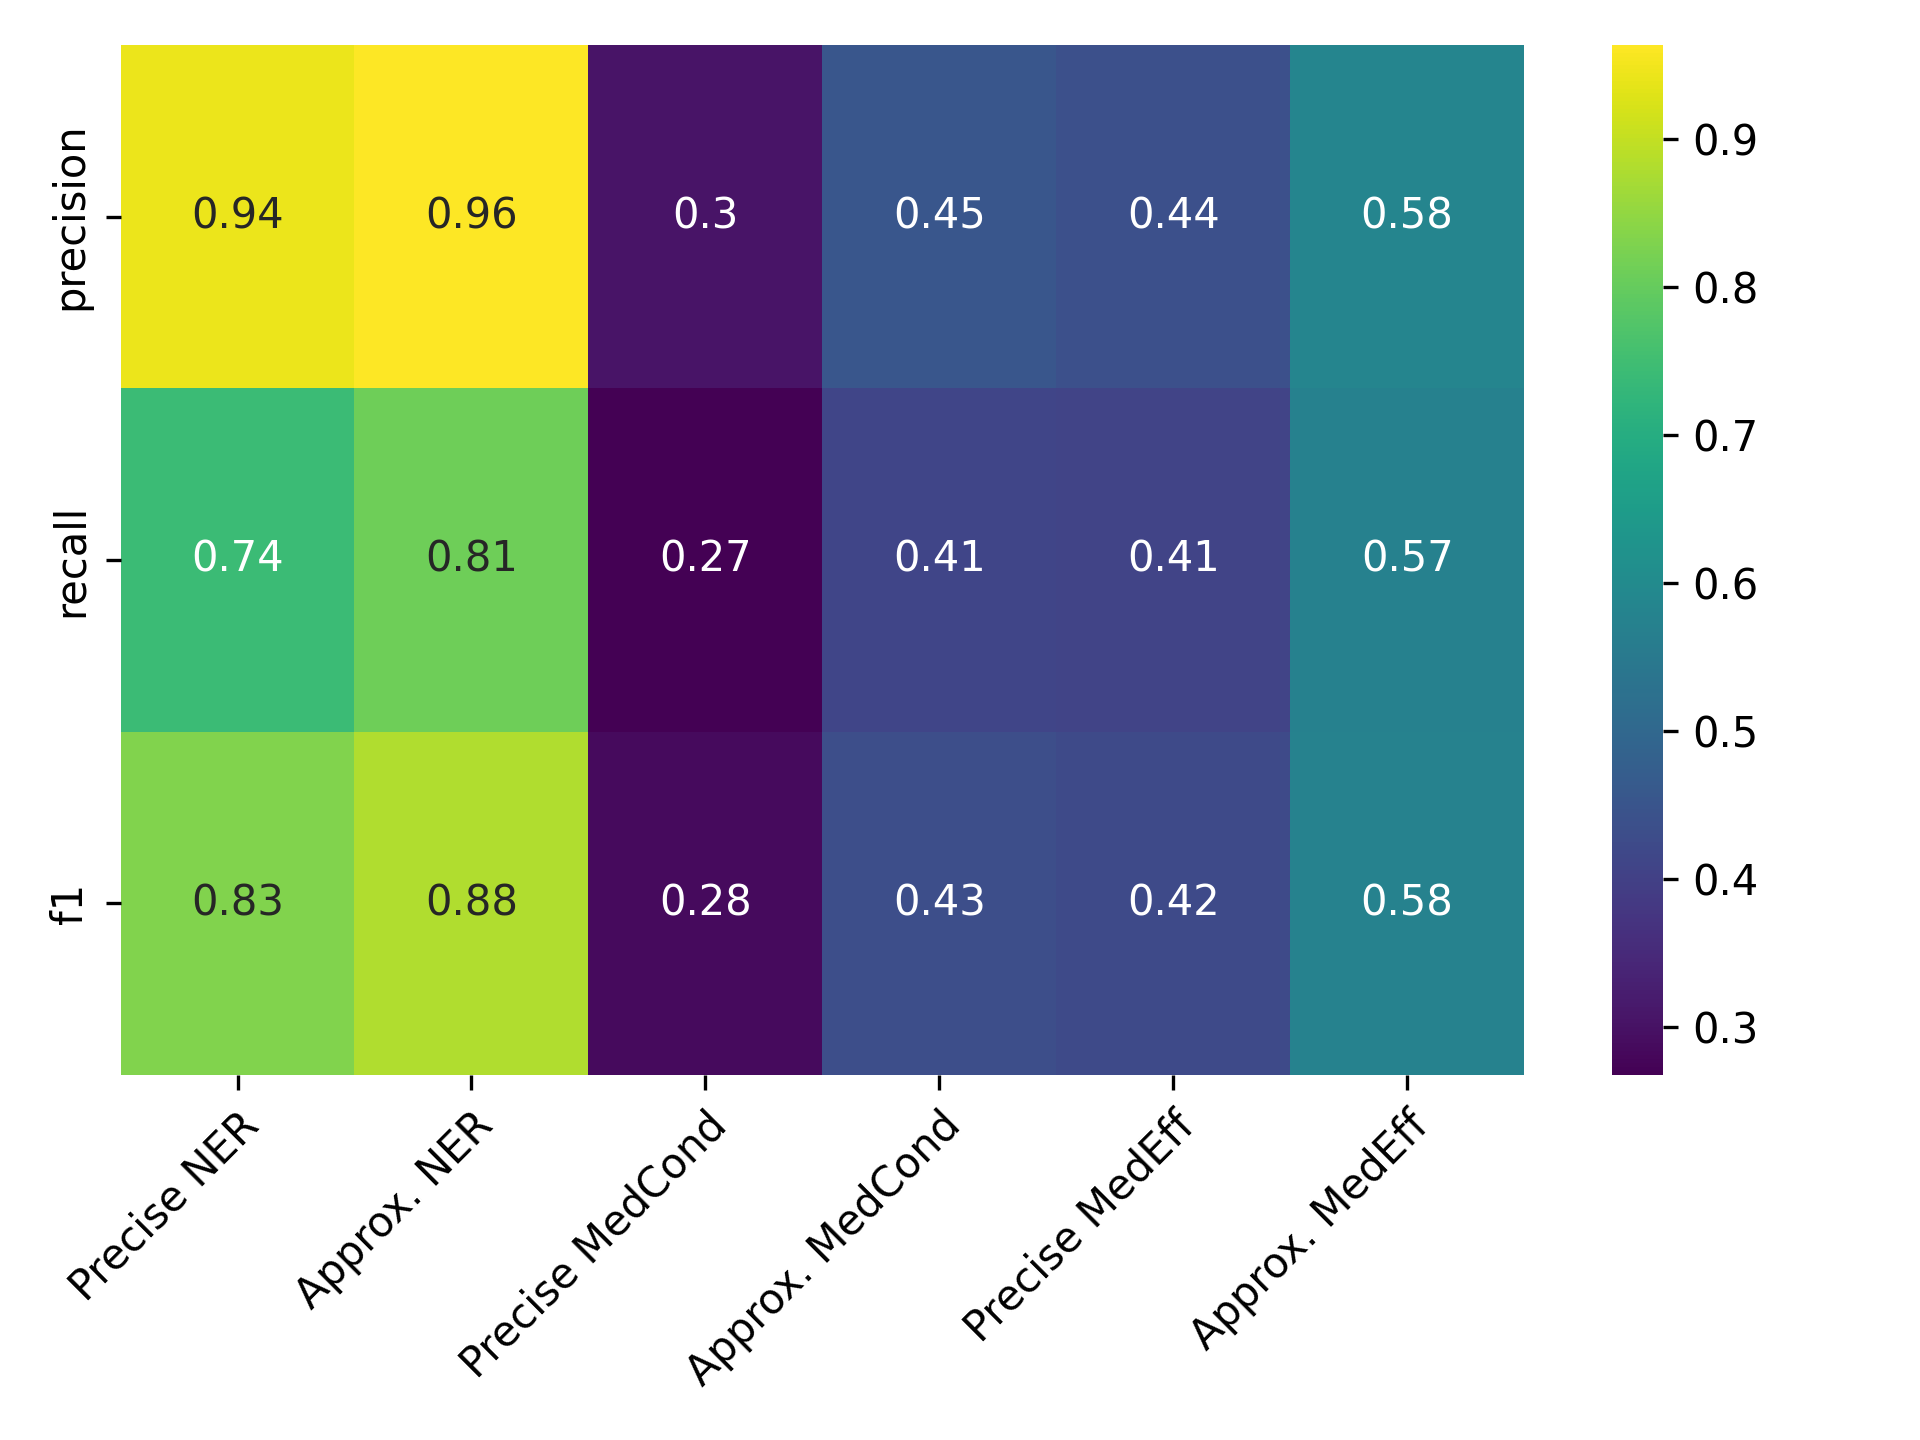 precision 0.94 0.96 0.3 0.45 0.44 0.58
recall 0.74 0.81 0.27 0.41 0.41 0.57
f1 0.83 0.88 0.28 0.43 0.42 0.58
Precise NER
Approx. NER
Precise MedCond
Approx. MedCond
Precise MedEff
Approx. MedEff
0.9
0.8
0.7
0.6
0.5
0.4
0.3